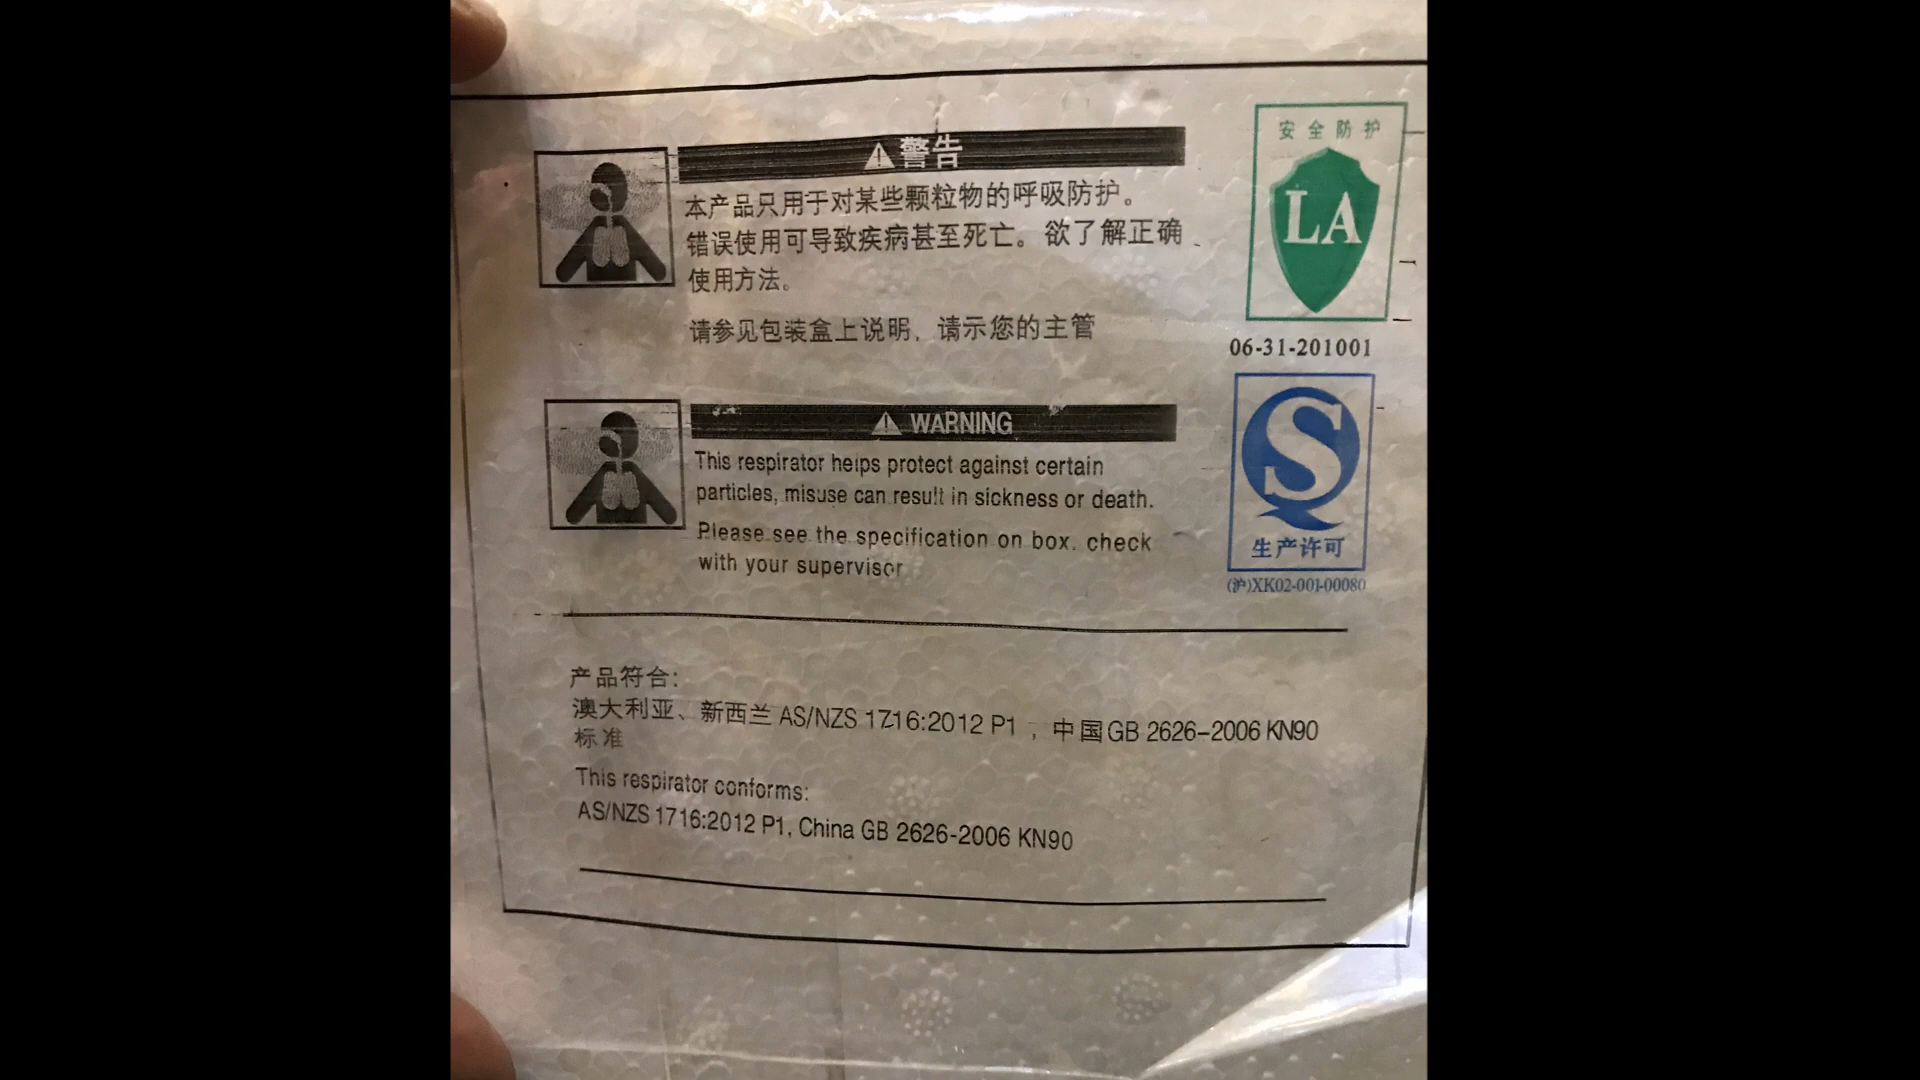 警告
本产品只用于对某些颗粒物的呼吸防护。
错误使用可导致疾病甚至死亡。欲了解正确
使用方法。
请参见包装盒上说明，请示您的主管
安全防护
LA
06-31-201001
WARNING
This respirator helps protect against certain
particles, misuse can result in sickness or death.
Please see the specification on box. check
with your supervisor
S
生产许可
(沪)XK02-001-00080
产品符合:
澳大利亚、新西兰 AS/NZS 1716:2012 P1；中国 GB 2626-2006 KN90
标准
This respirator conforms:
AS/NZS 1716:2012 P1, China GB 2626-2006 KN90